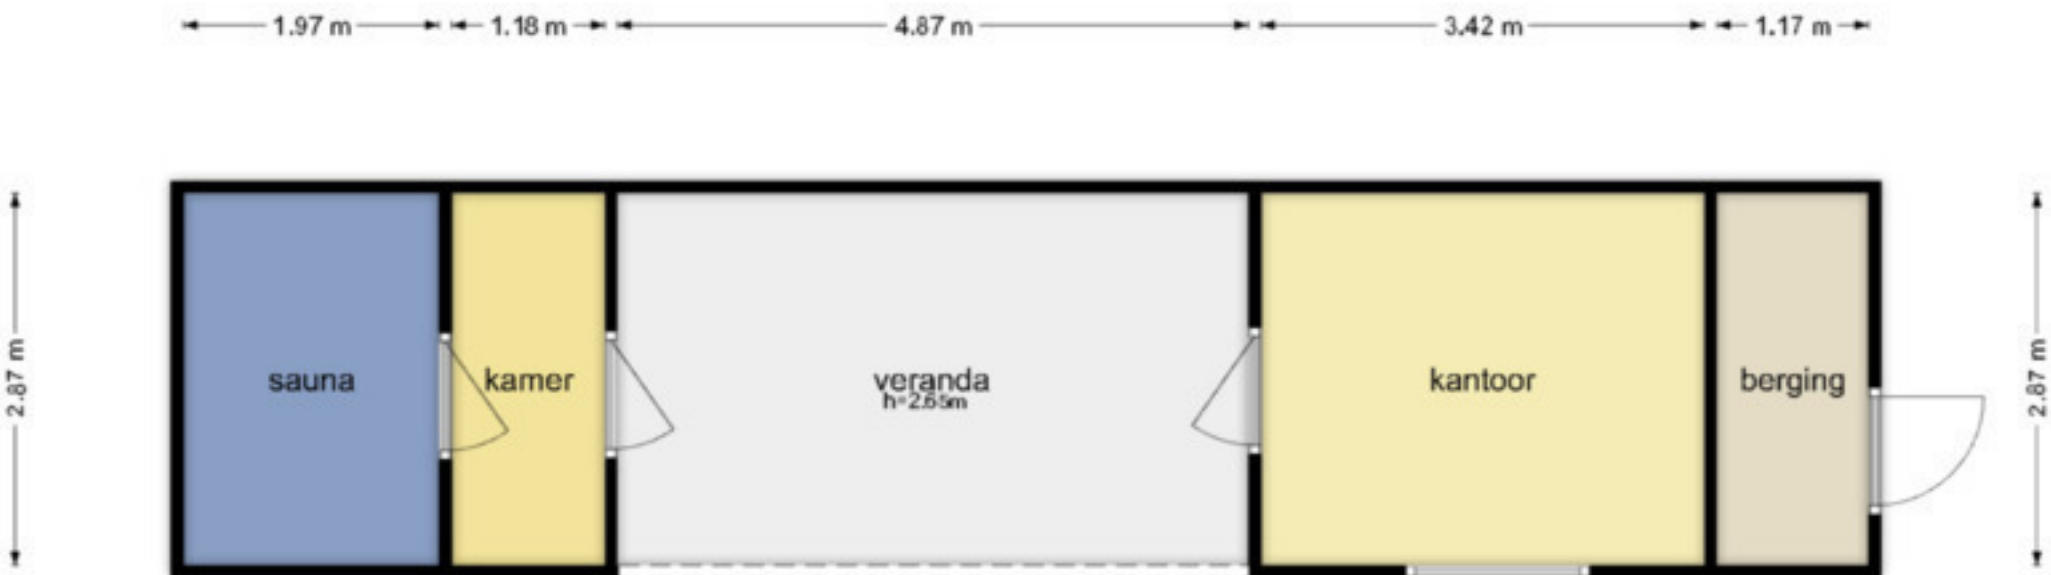 1.97 m 1.18 m 4.87 m 3.42 m 1.17 m
2.87 m
sauna kamer veranda kantoor berging
h=2.65m
2.87 m